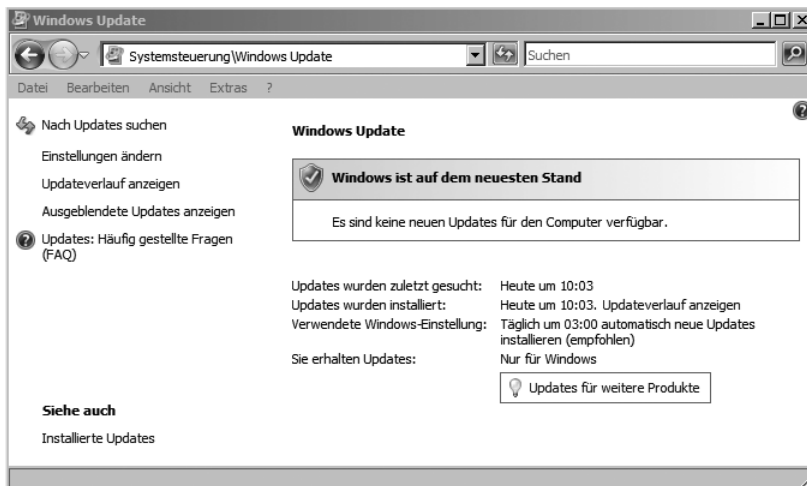 Windows Update
Systemsteuerung\Windows Update
Suchen
Datei Bearbeiten Ansicht Extras ?
Nach Updates suchen
Einstellungen ändern
Updateverlauf anzeigen
Ausgeblendete Updates anzeigen
Updates: Häufig gestellte Fragen
(FAQ)
Siehe auch
Installierte Updates
Windows Update
Windows ist auf dem neuesten Stand
Es sind keine neuen Updates für den Computer verfügbar.
Updates wurden zuletzt gesucht: Heute um 10:03
Updates wurden installiert: Heute um 10:03. Updateverlauf anzeigen
Verwendete Windows-Einstellung: Täglich um 03:00 automatisch neue Updates
installieren (empfohlen)
Sie erhalten Updates: Nur für Windows
Updates für weitere Produkte